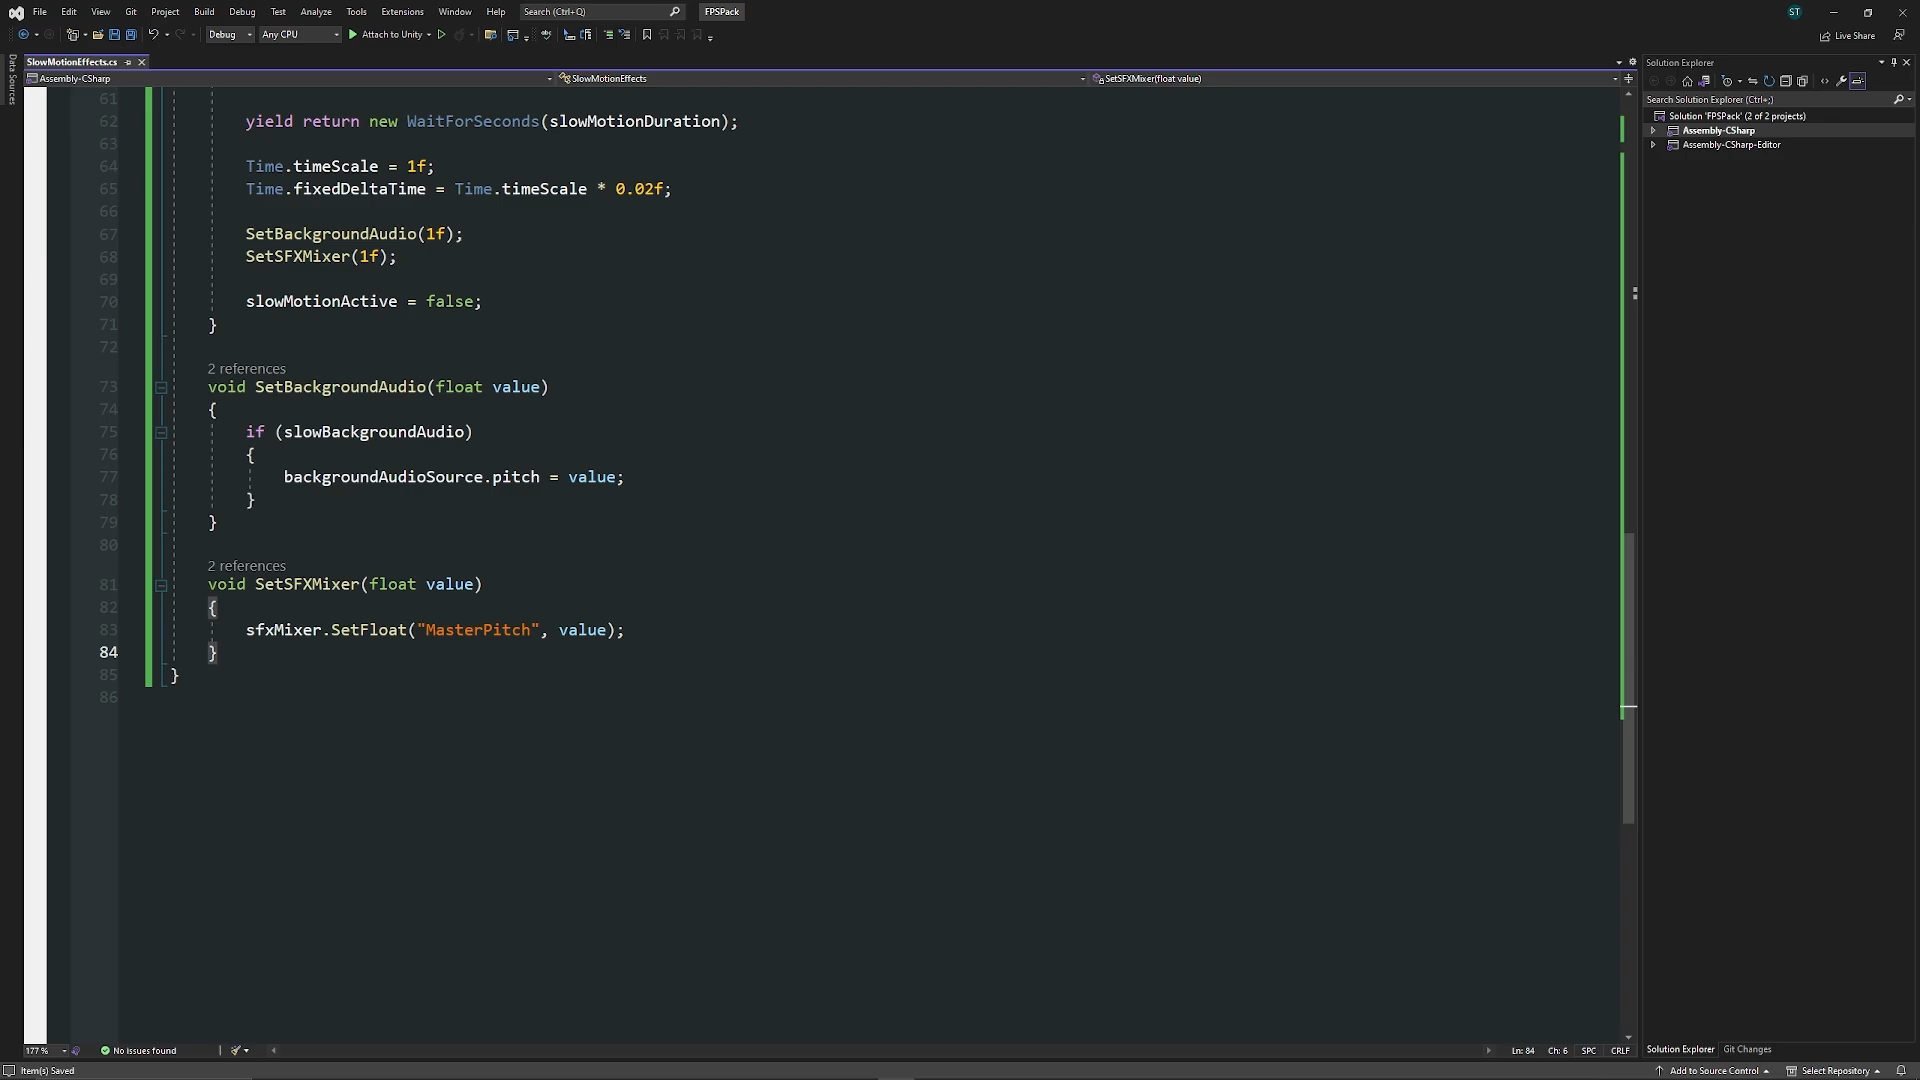 File Edit View Git Project Build Debug Test Analyze Tools Extensions Window Help Search (Ctrl+Q) FPSPack ST
Debug Any CPU Attach to Unity Live Share
Data Sources
SlowMotionEffects.cs
Assembly-CSharp SlowMotionEffects SetSFXMixer(float value)
61
62 yield return new WaitForSeconds(slowMotionDuration);
63
64 Time.timeScale = 1f;
65 Time.fixedDeltaTime = Time.timeScale * 0.02f;
66
67 SetBackgroundAudio(1f);
68 SetSFXMixer(1f);
69
70 slowMotionActive = false;
71 }
72
2 references
73 void SetBackgroundAudio(float value)
74 {
75 if (slowBackgroundAudio)
76 {
77 backgroundAudioSource.pitch = value;
78 }
79 }
80
2 references
81 void SetSFXMixer(float value)
82 {
83 sfxMixer.SetFloat("MasterPitch", value);
84 }
85 }
86
Solution Explorer
Search Solution Explorer (Ctrl+;)
Solution 'FPSPack' (2 of 2 projects)
Assembly-CSharp
Assembly-CSharp-Editor
177 % No issues found Ln: 84 Ch: 6 SPC CRLF
Solution Explorer Git Changes
Item(s) Saved Add to Source Control Select Repository